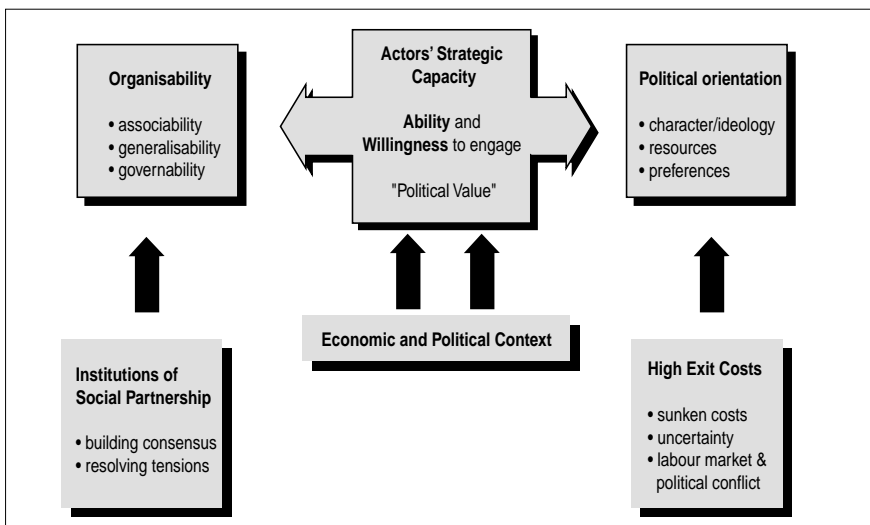 Organisability
• associability
• generalisability
• governability
Actors' Strategic
Capacity
Ability and
Willingness to engage
"Political Value"
Political orientation
• character/ideology
• resources
• preferences
Economic and Political Context
Institutions of
Social Partnership
• building consensus
• resolving tensions
High Exit Costs
• sunken costs
• uncertainty
• labour market &
political conflict